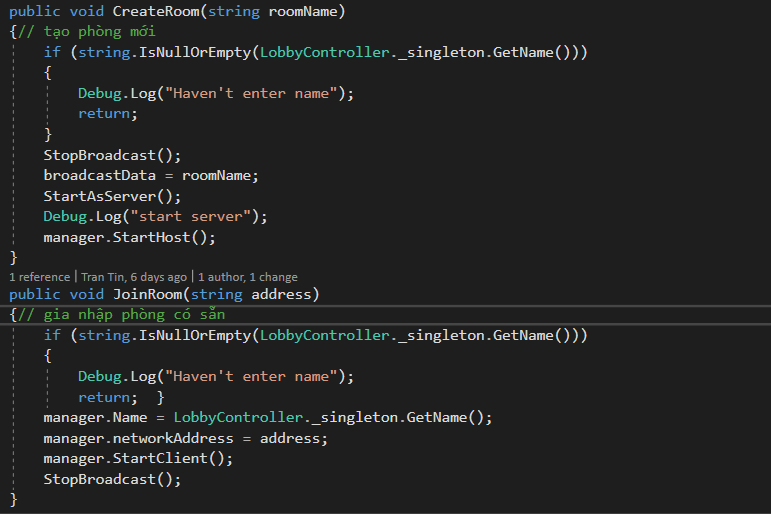 public void CreateRoom(string roomName)
{// tạo phòng mới
if (string.IsNullOrEmpty(LobbyController._singleton.GetName()))
{
Debug.Log("Haven't enter name");
return;
}
StopBroadcast();
broadcastData = roomName;
StartAsServer();
Debug.Log("start server");
manager.StartHost();
}
1 reference | Tran Tin, 6 days ago | 1 author, 1 change
public void JoinRoom(string address)
{// gia nhập phòng có sẵn
if (string.IsNullOrEmpty(LobbyController._singleton.GetName()))
{
Debug.Log("Haven't enter name");
return;  }
manager.Name = LobbyController._singleton.GetName();
manager.networkAddress = address;
manager.StartClient();
StopBroadcast();
}